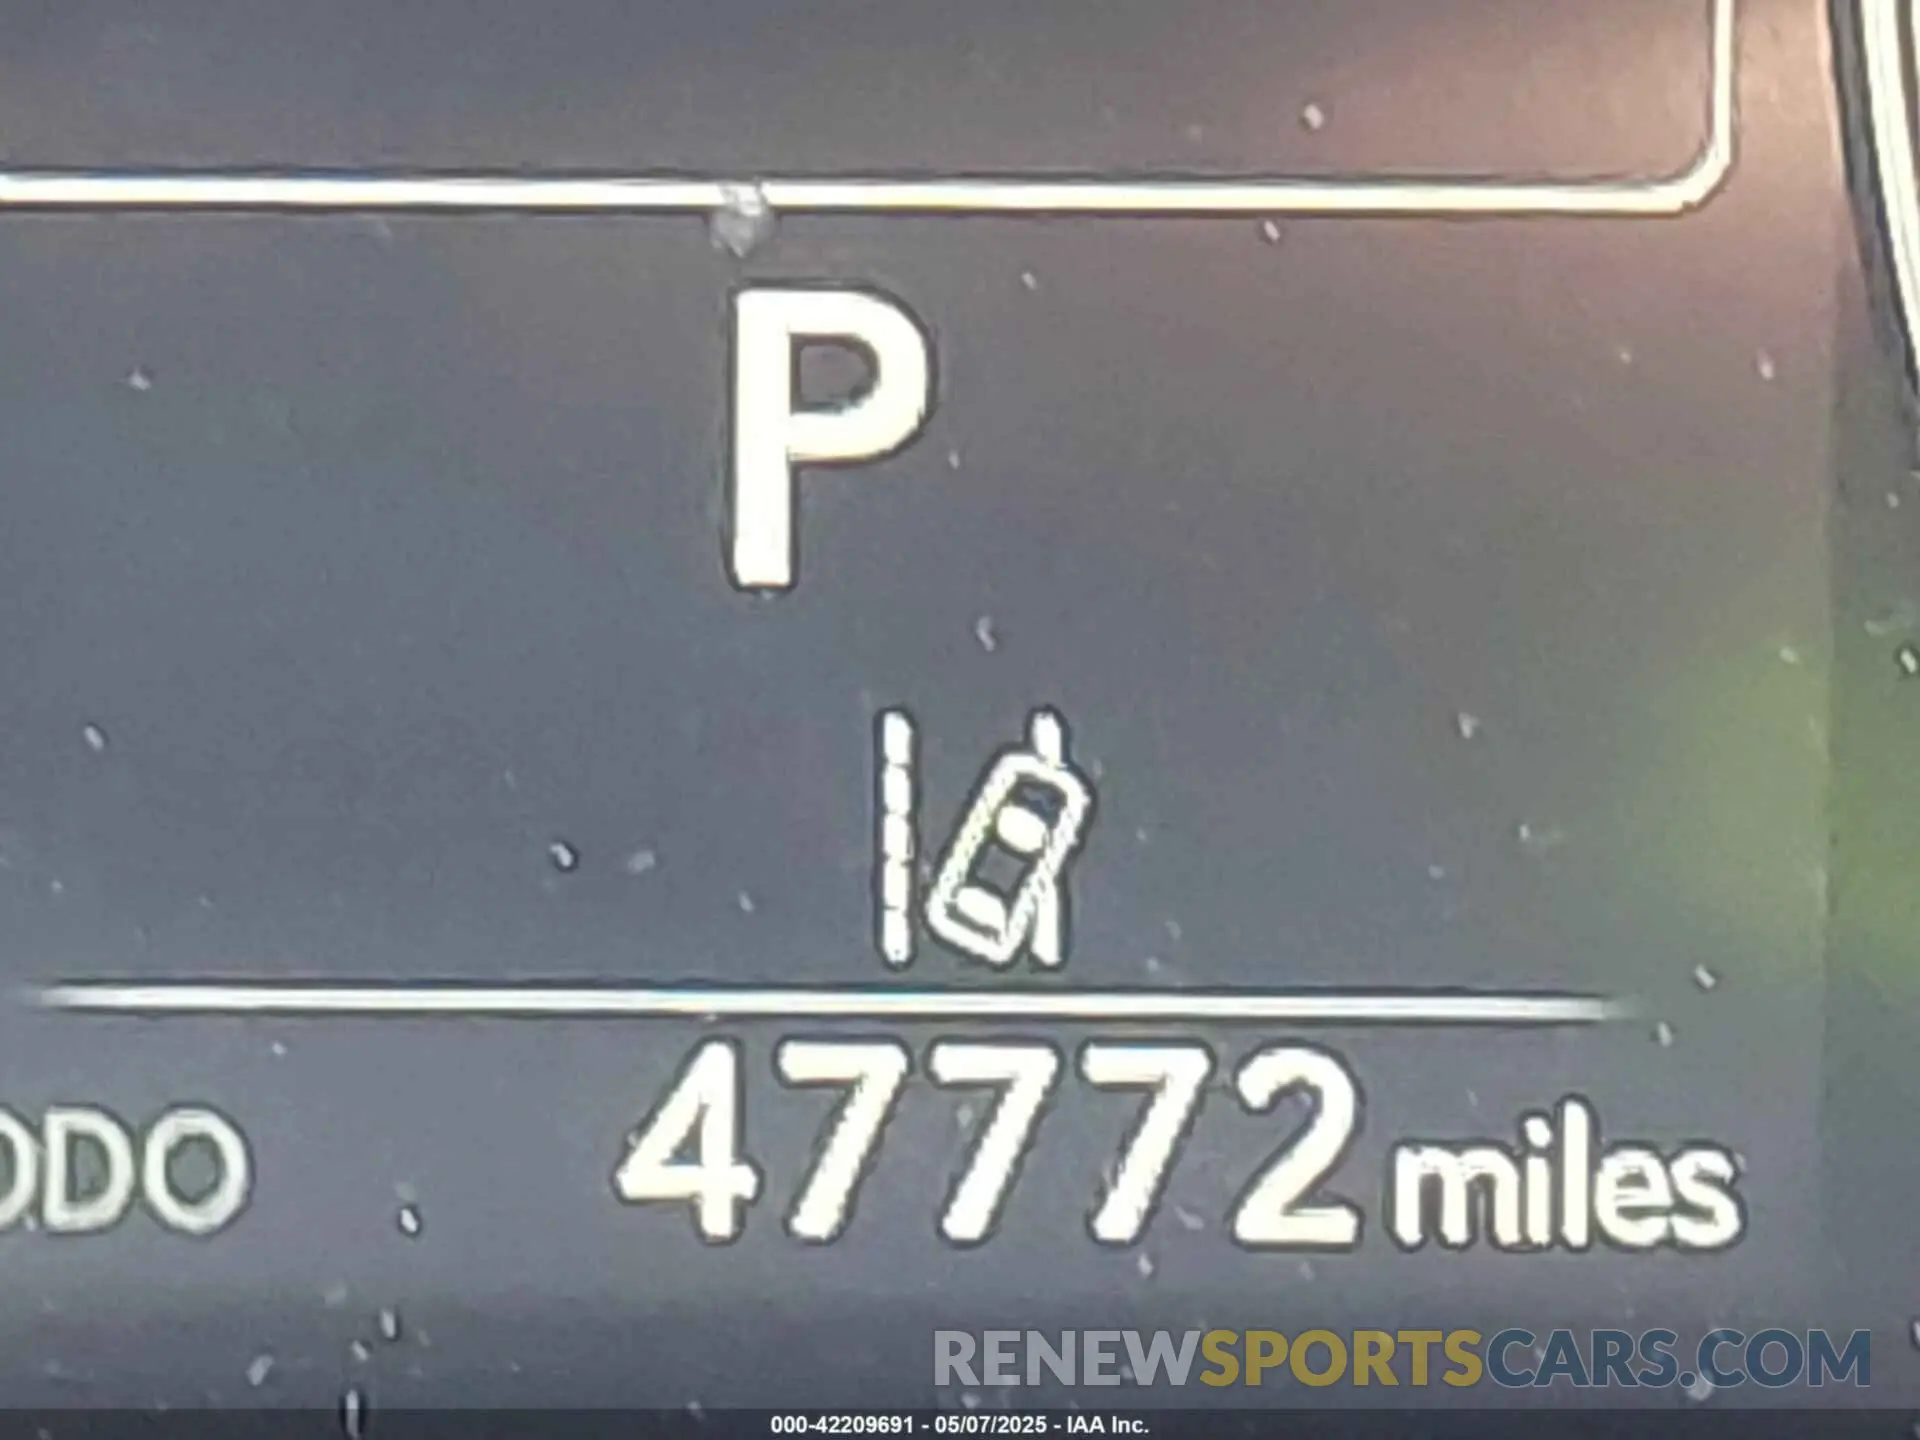 P
ODO 47772 miles
RENEWSPORTSCARS.COM
000-42209691 - 05/07/2025 - IAA Inc.